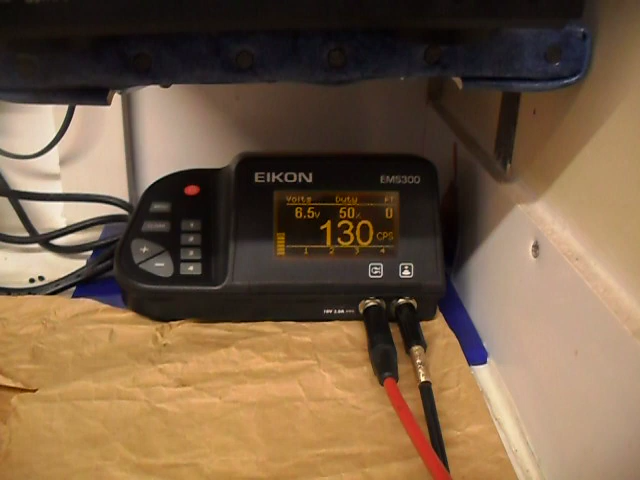 EIKON
EMS300
Volts Duty FT
6.5v 50% 0
130 CPS
1 2 3 4